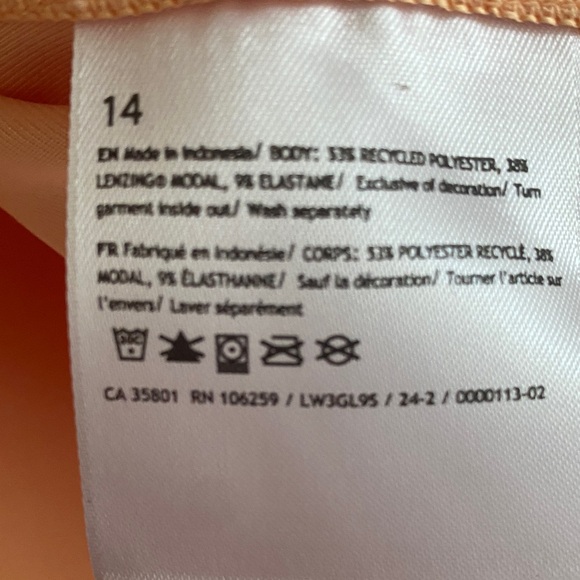 14
EN Made in Indonesia/ BODY: 53% RECYCLED POLYESTER, 38%
LENZING® MODAL, 9% ELASTANE/ Exclusive of decoration/ Turn
garment inside out/ Wash separately
FR Fabriqué en Indonésie/ CORPS: 53% POLYESTER RECYCLÉ, 38%
MODAL, 9% ÉLASTHANNE/ Sauf la décoration/ Tourner l'article sur
l'envers/ Laver séparément
CA 35801 RN 106259 / LW3GL9S / 24-2 / 0000113-02